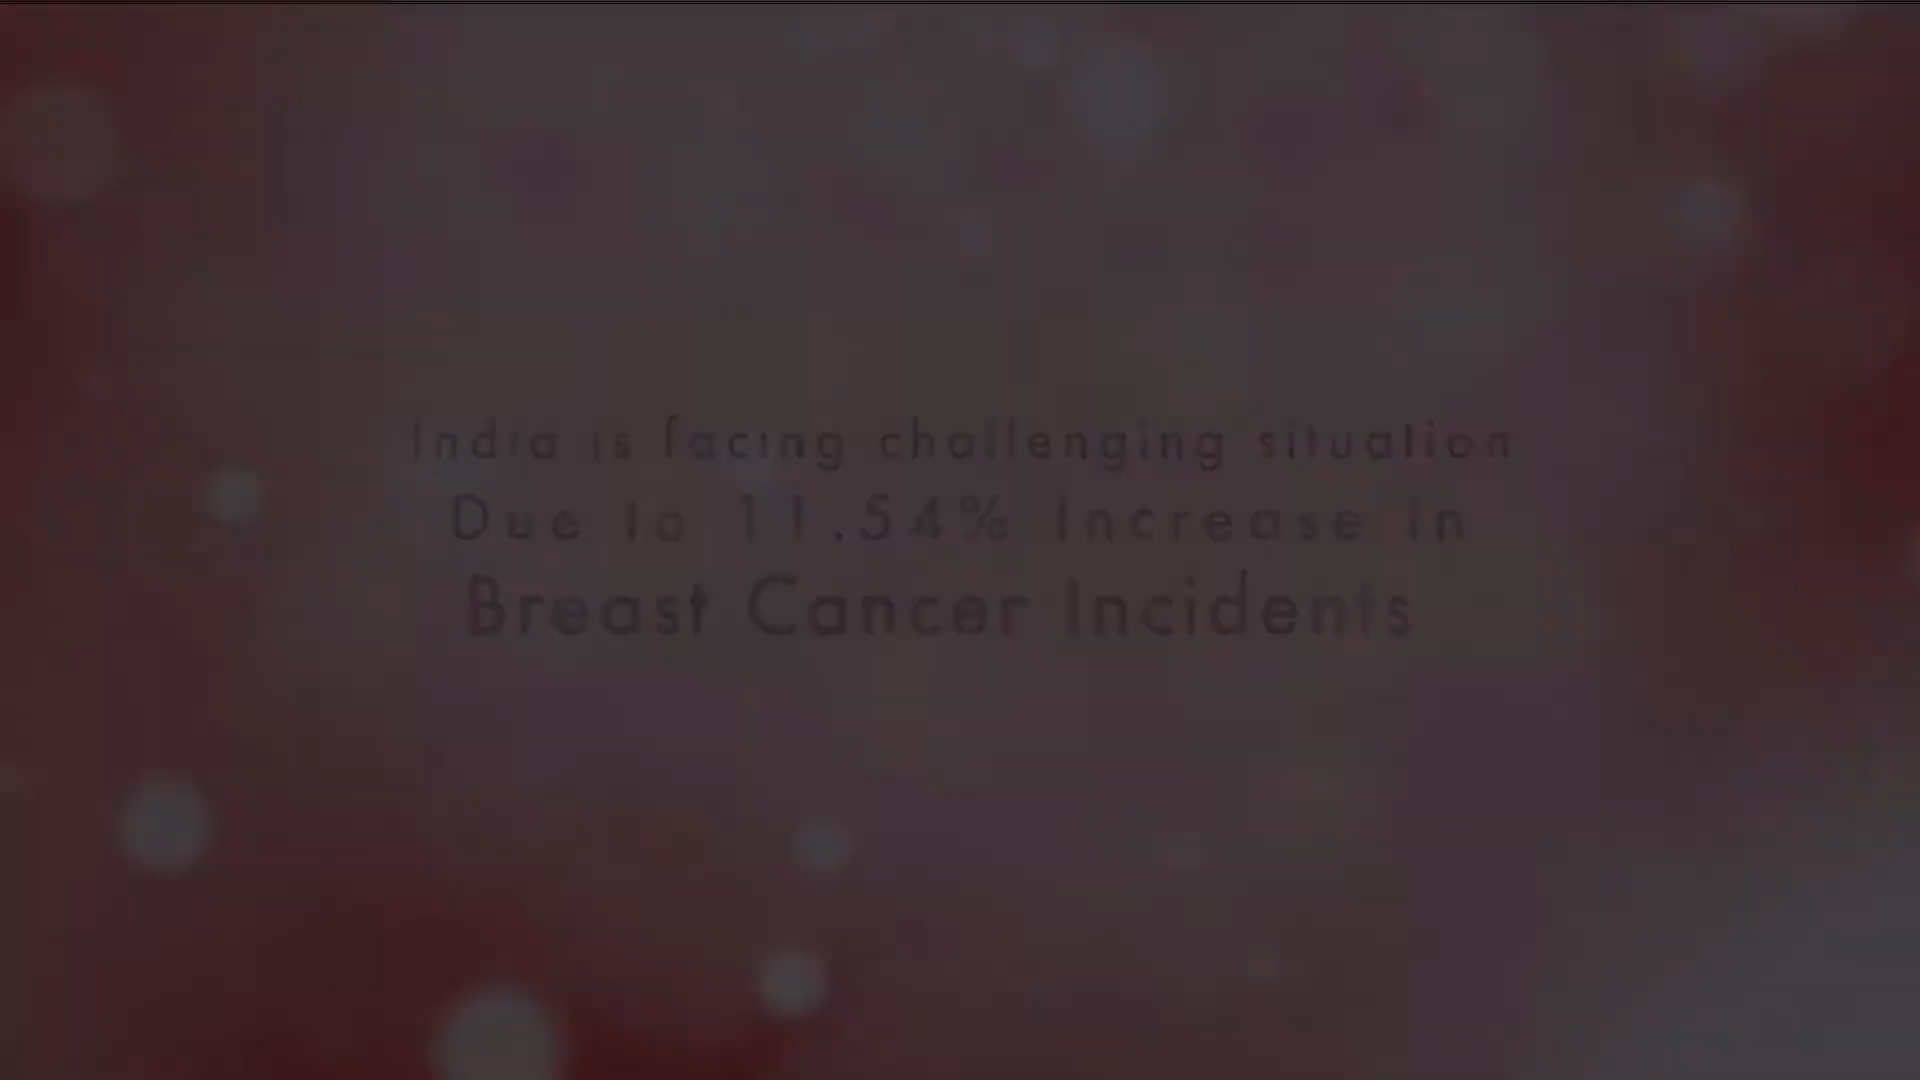 India is facing challenging situation
Due to 11.54% Increase in
Breast Cancer Incidents